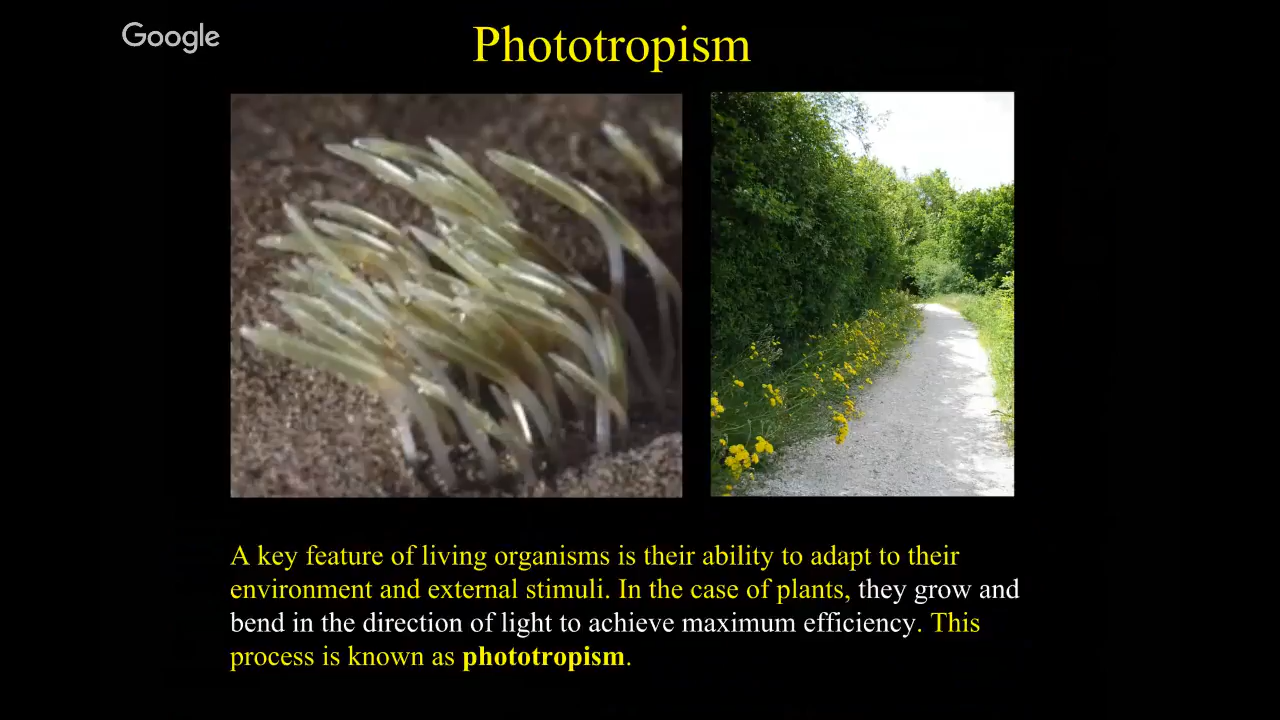 Google
Phototropism
A key feature of living organisms is their ability to adapt to their
environment and external stimuli. In the case of plants, they grow and
bend in the direction of light to achieve maximum efficiency. This
process is known as phototropism.